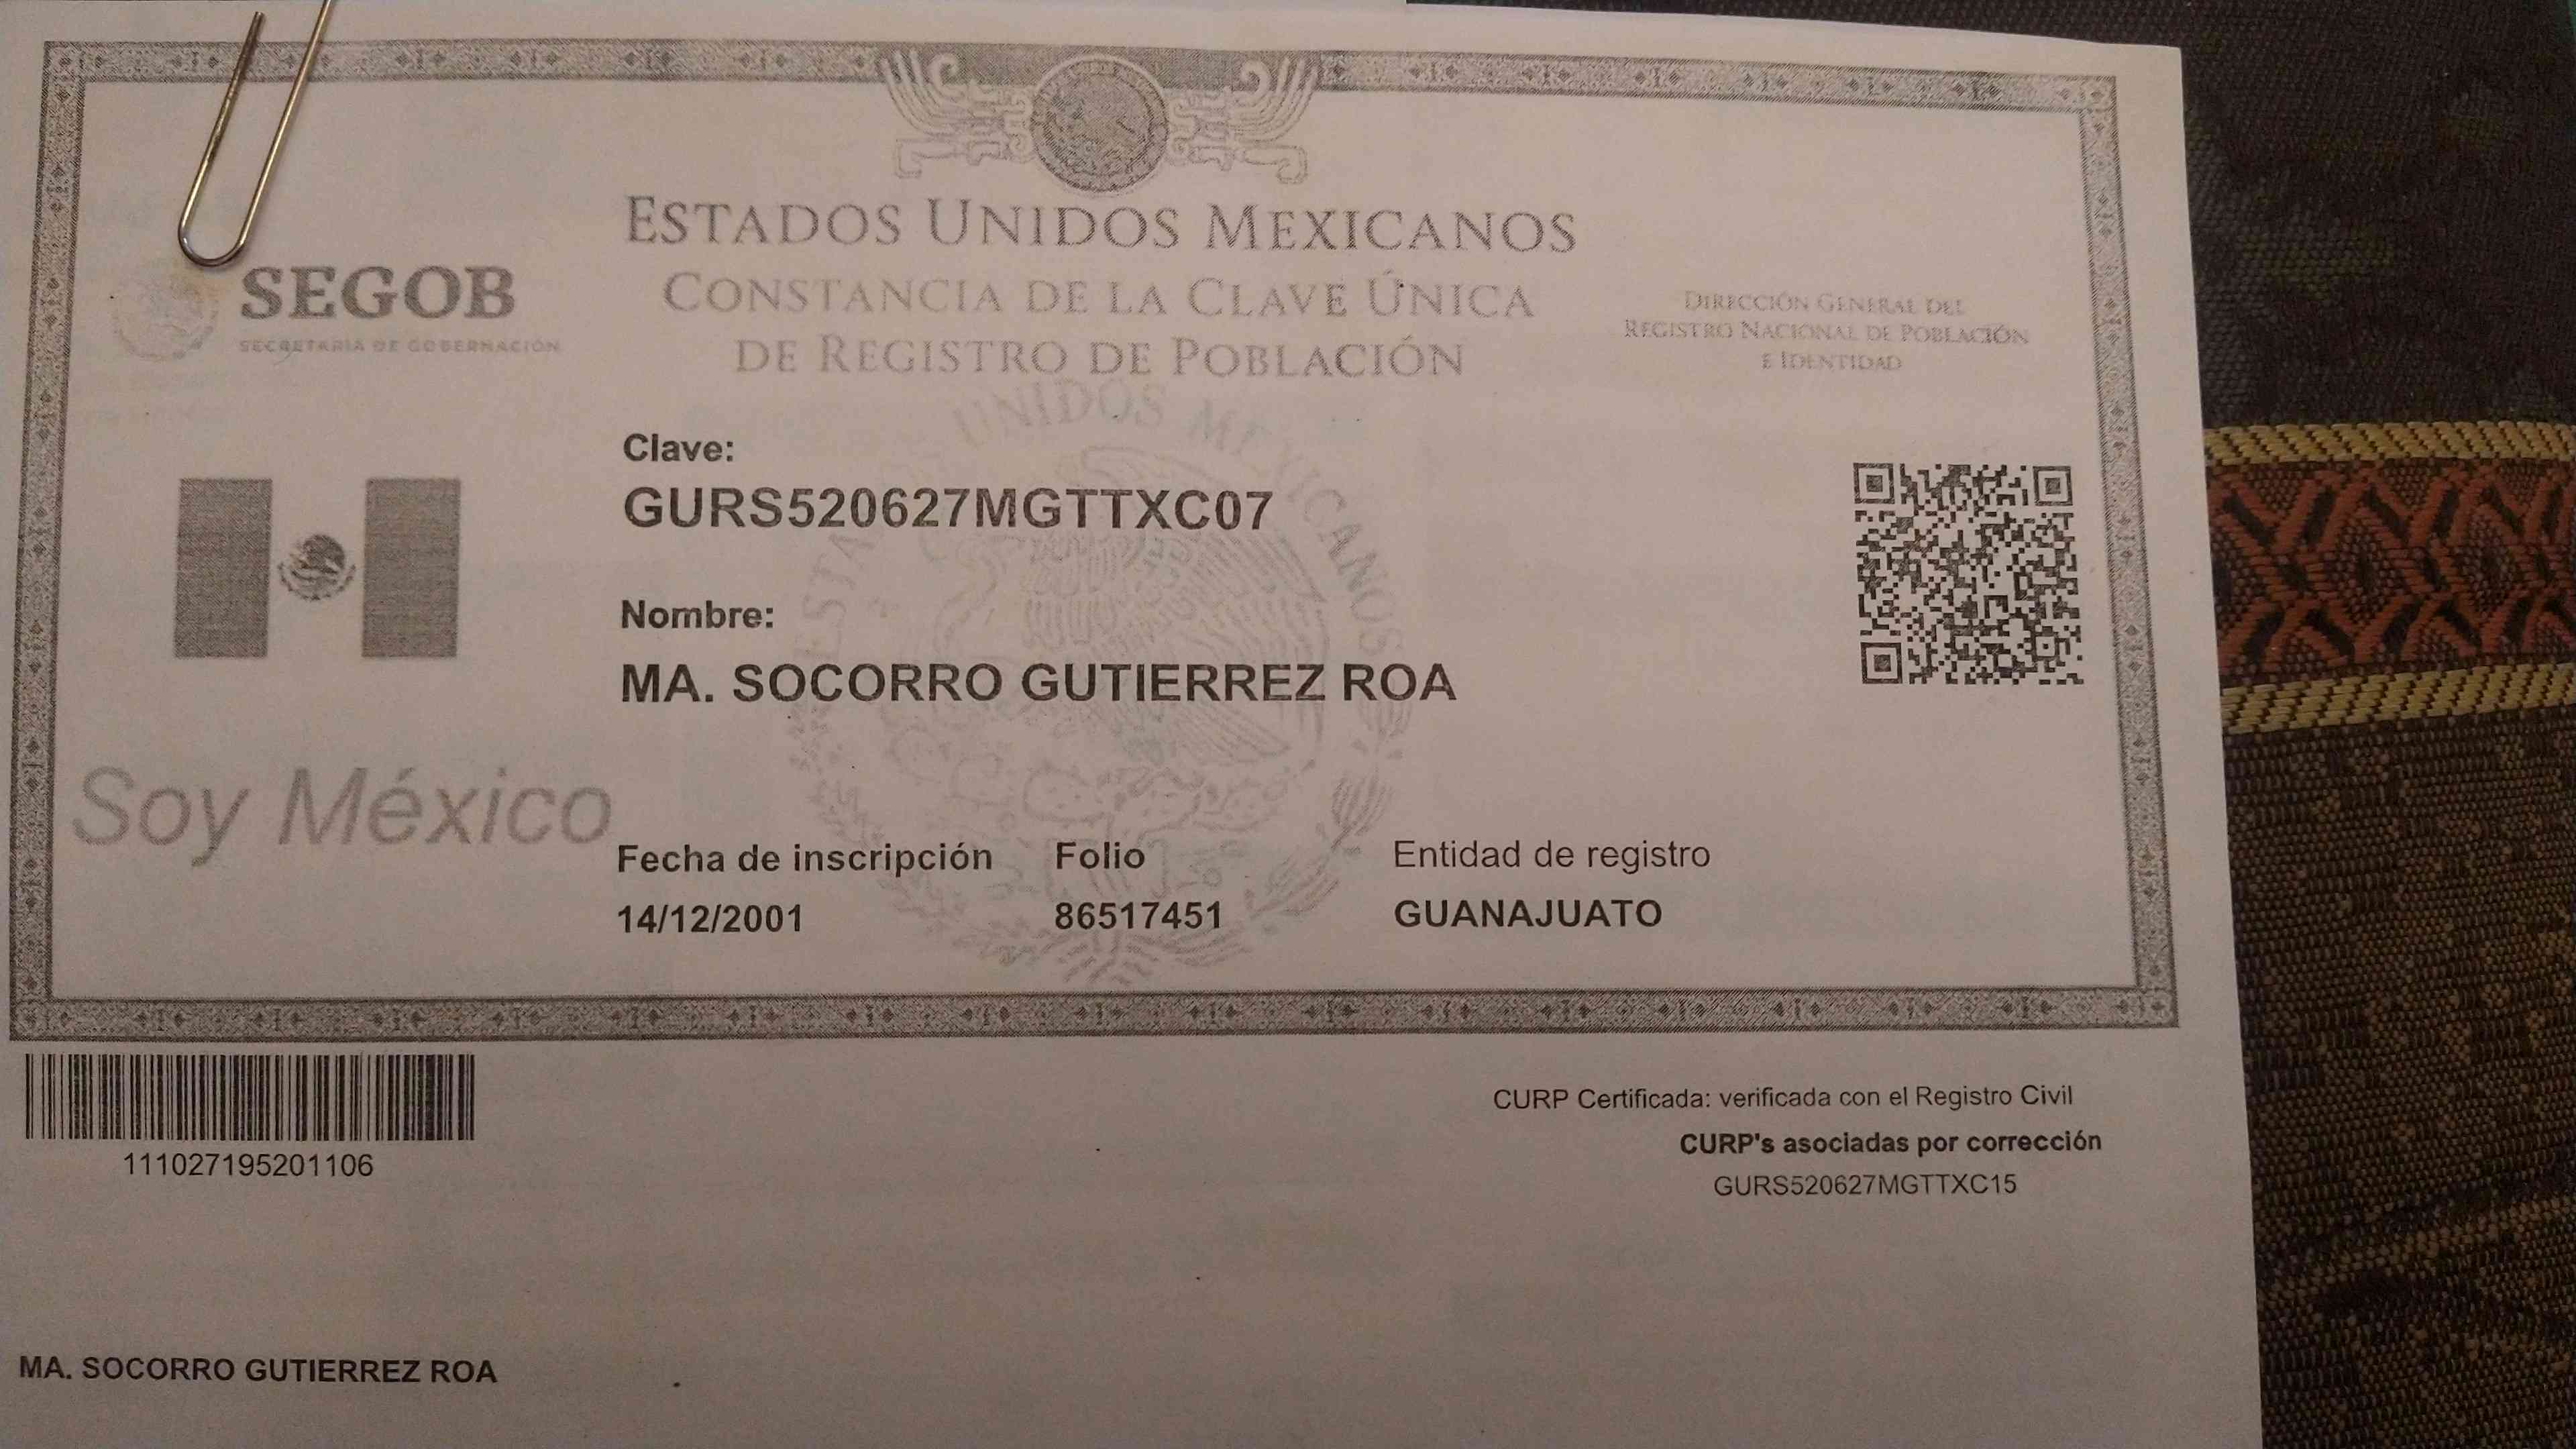 ESTADOS UNIDOS MEXICANOS
CONSTANCIA DE LA CLAVE ÚNICA
DE REGISTRO DE POBLACIÓN
SEGOB
SECRETARÍA DE GOBERNACIÓN
DIRECCIÓN GENERAL DEL
REGISTRO NACIONAL DE POBLACIÓN
E IDENTIDAD
Clave:
GURS520627MGTTXC07
Nombre:
MA. SOCORRO GUTIERREZ ROA
Soy México
Fecha de inscripción Folio Entidad de registro
14/12/2001 86517451 GUANAJUATO
111027195201106
CURP Certificada: verificada con el Registro Civil
CURP's asociadas por corrección
GURS520627MGTTXC15
MA. SOCORRO GUTIERREZ ROA
ESTADOS UNIDOS MEXICANOS